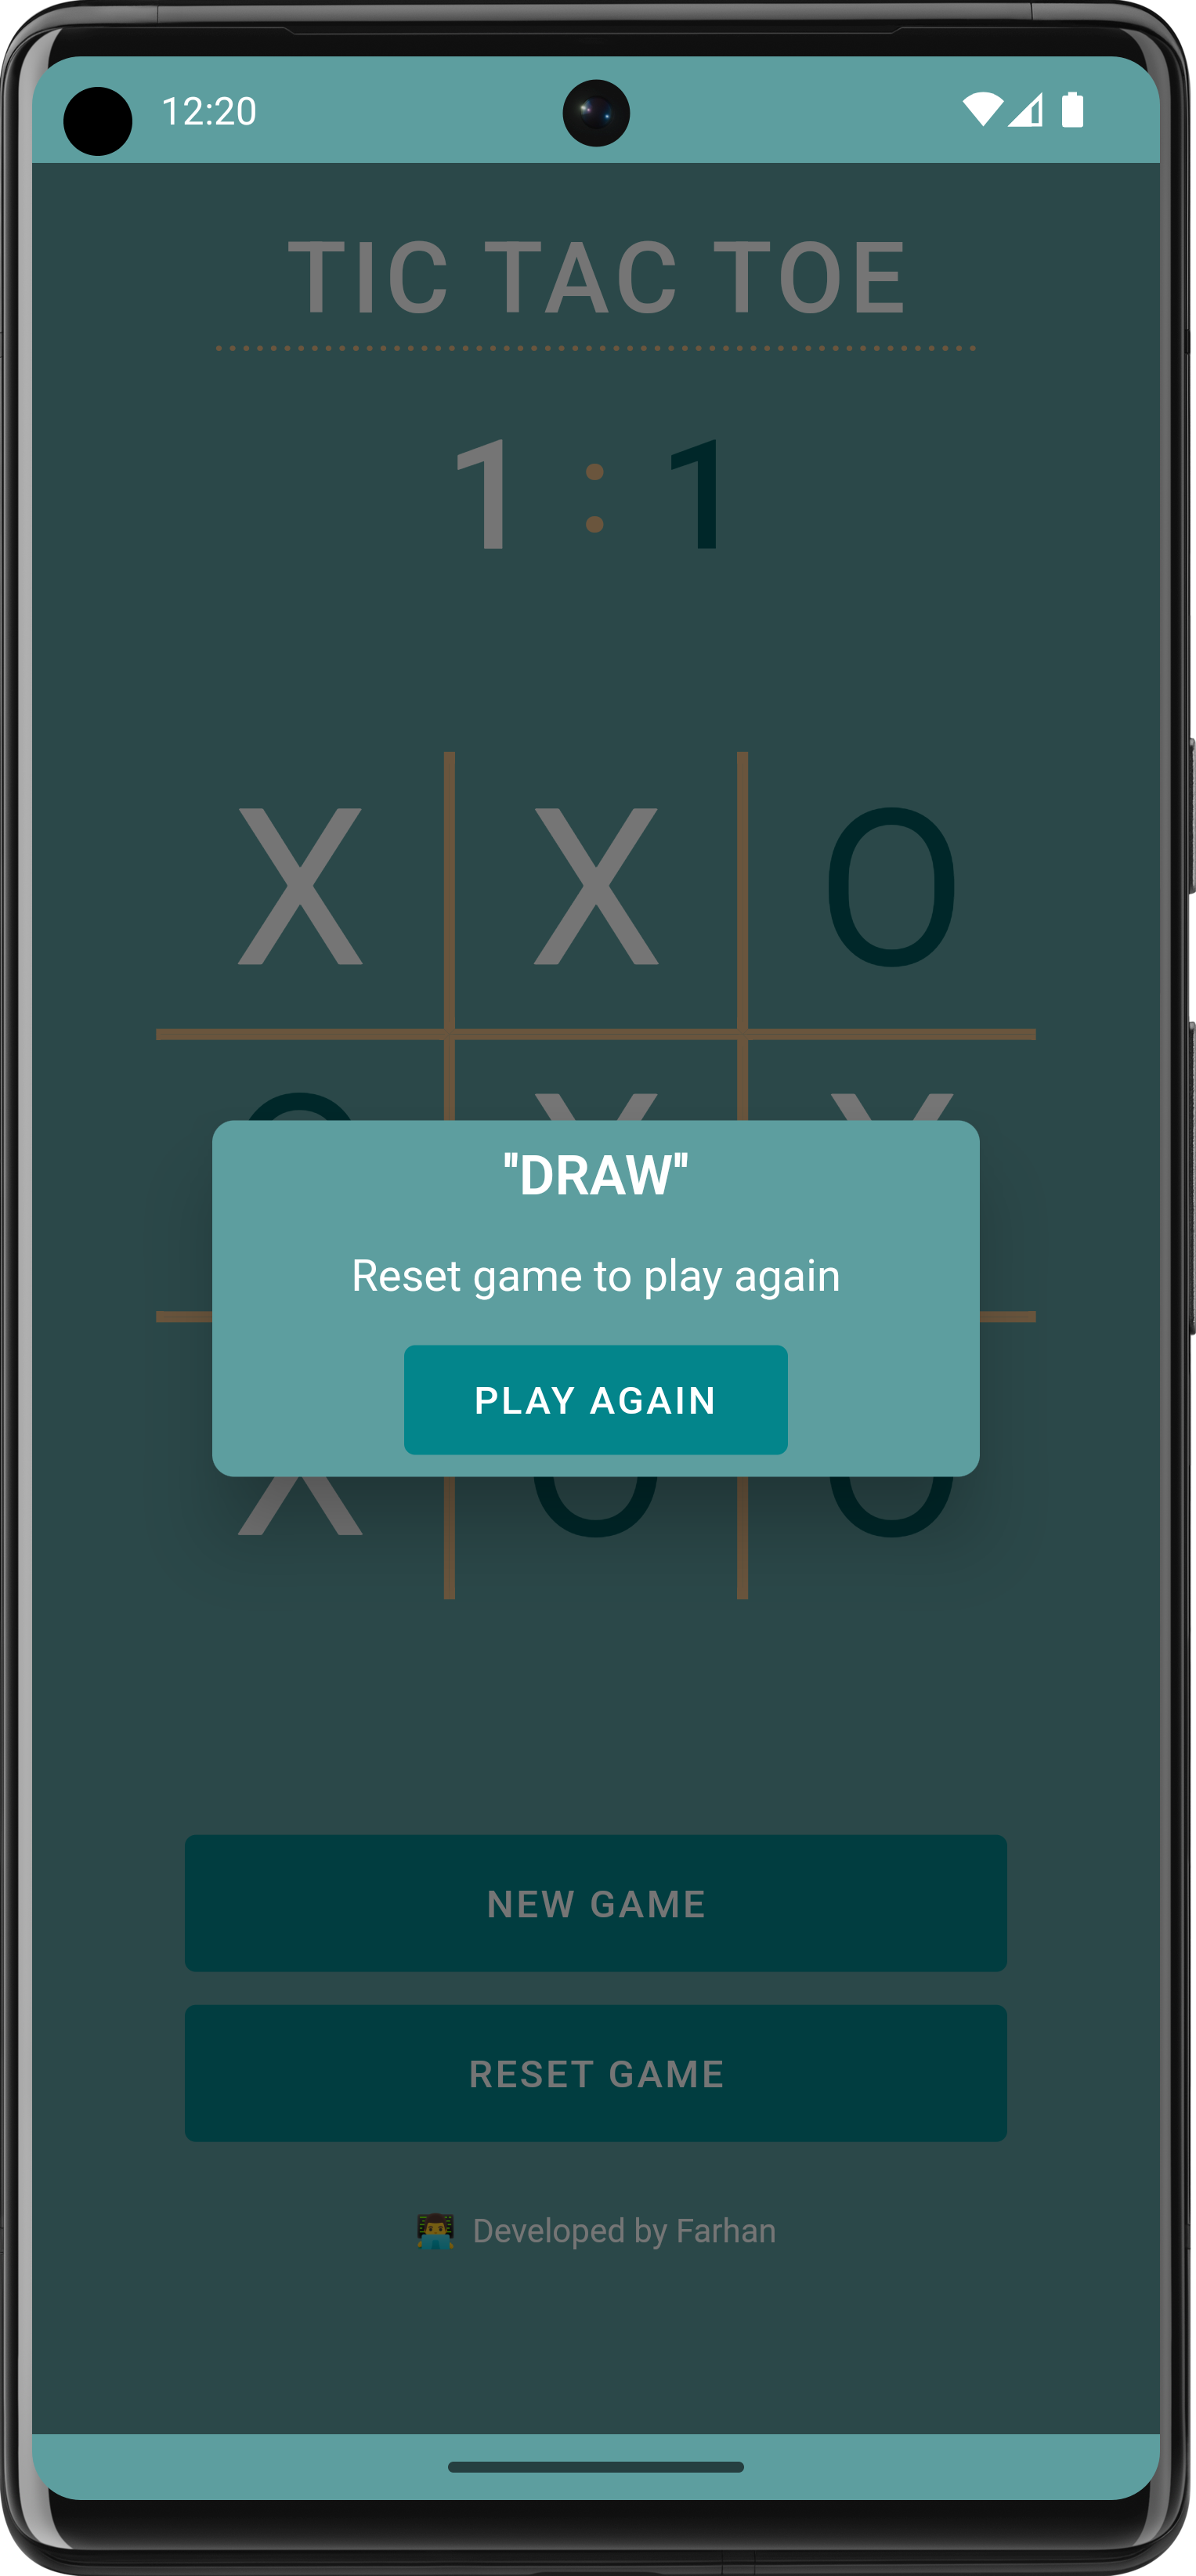 12:20
TIC TAC TOE
1 : 1
X X O
O X X
"DRAW"
Reset game to play again
PLAY AGAIN
X O O
NEW GAME
RESET GAME
Developed by Farhan